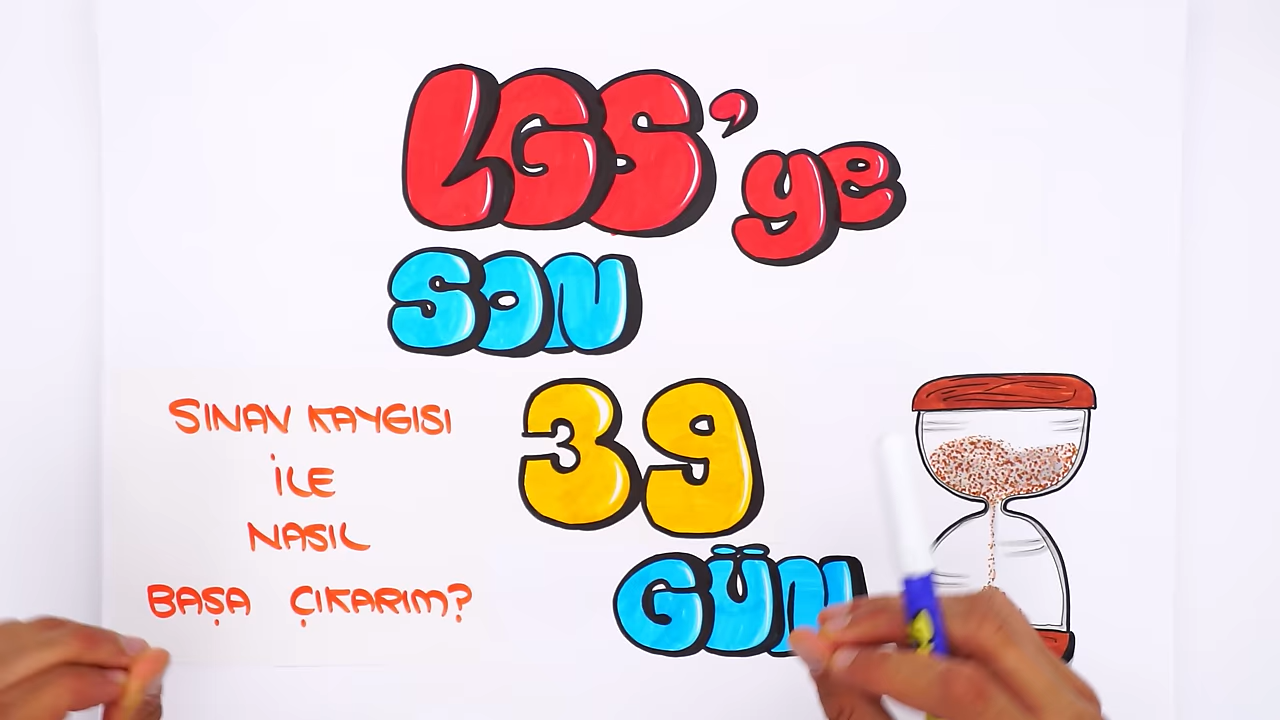 LGS'ye
SON
39
GÜN
SINAV KAYGISI
İLE
NASIL
BAŞA ÇIKARIM?